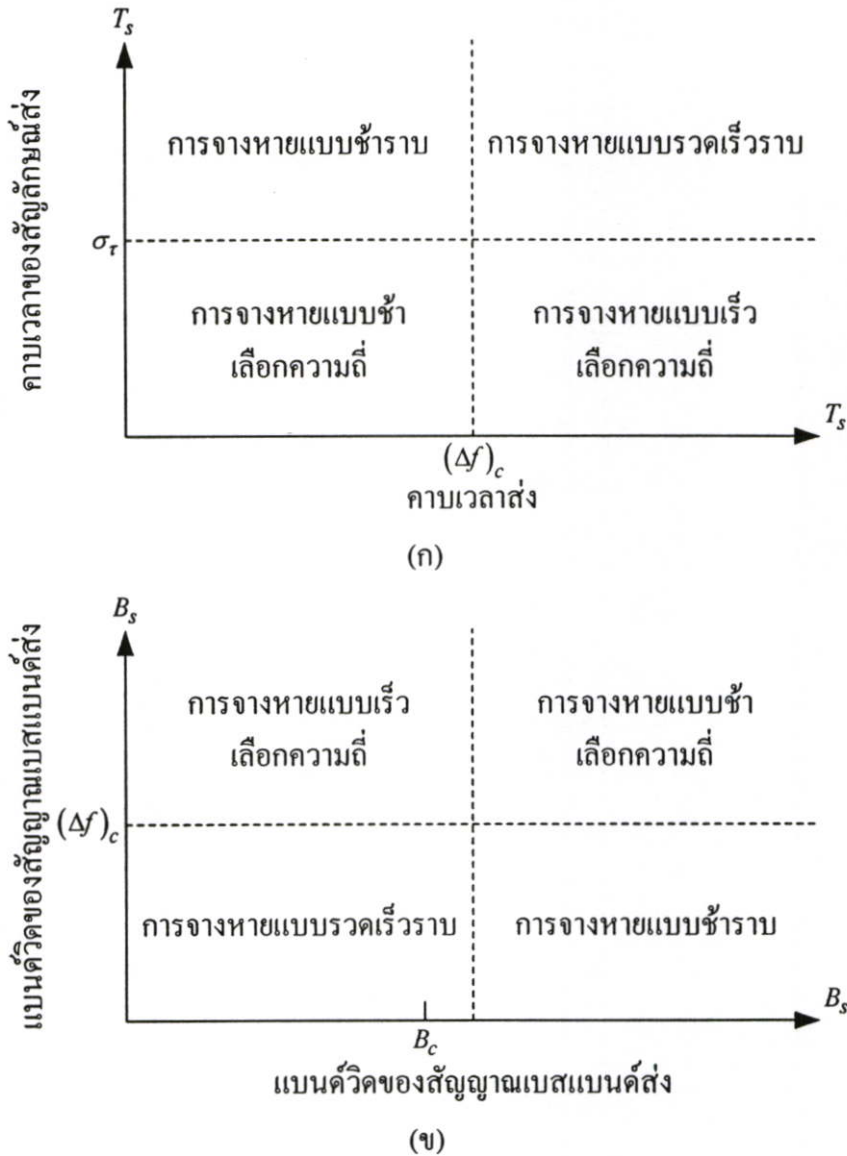 T_s
คาบเวลาของสัญลักษณ์ส่ง
การจางหายแบบช้าราบ
การจางหายแบบรวดเร็วราบ
σ_τ
การจางหายแบบช้า
เลือกความถี่
การจางหายแบบเร็ว
เลือกความถี่
T_s
(Δf)_c
คาบเวลาส่ง
(ก)
B_s
แบนด์วิดของสัญญาณเบสแบนด์ส่ง
การจางหายแบบเร็ว
เลือกความถี่
การจางหายแบบช้า
เลือกความถี่
(Δf)_c
การจางหายแบบรวดเร็วราบ
การจางหายแบบช้าราบ
B_s
B_c
แบนด์วิดของสัญญาณเบสแบนด์ส่ง
(ข)